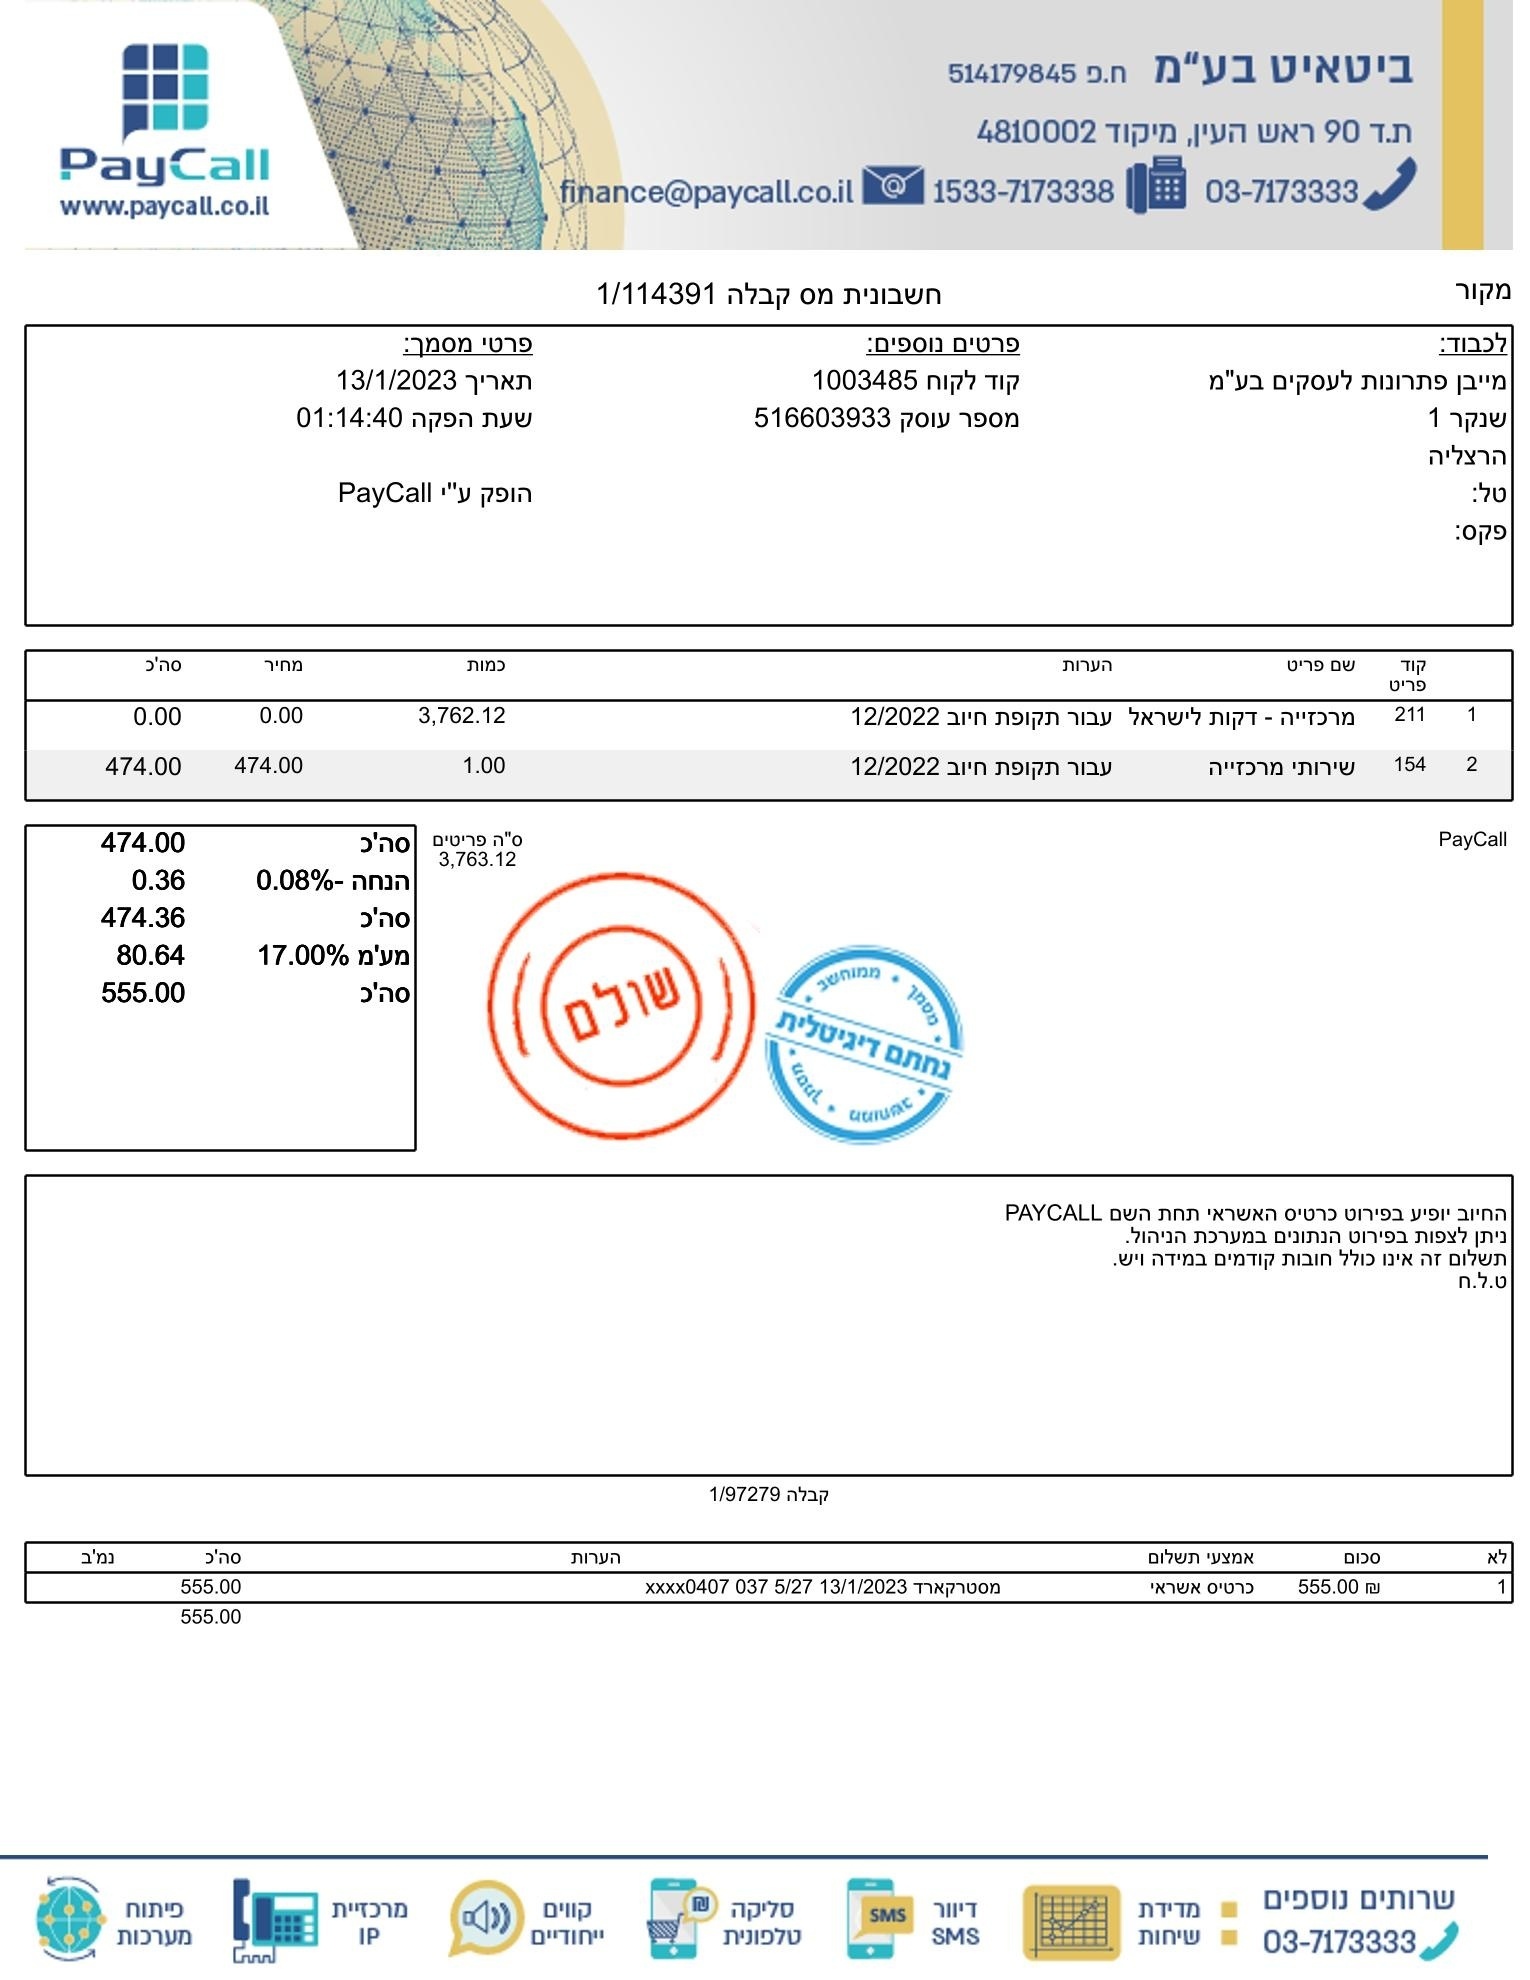 PayCall
www.paycall.co.il
ביטאיט בע"מ ח.פ 514179845
ת.ד 90 ראש העין, מיקוד 4810002
03-7173333 1533-7173338 finance@paycall.co.il
מקור
חשבונית מס קבלה 1/114391
לכבוד: פרטים נוספים: פרטי מסמך:
מייבן פתרונות לעסקים בע"מ קוד לקוח 1003485 תאריך 13/1/2023
שנקר 1 מספר עוסק 516603933 שעת הפקה 01:14:40
הרצליה
טל: הופק ע"י PayCall
פקס:
קוד פריט שם פריט הערות כמות מחיר סה'כ
1 211 מרכזייה - דקות לישראל עבור תקופת חיוב 12/2022 3,762.12 0.00 0.00
2 154 שירותי מרכזייה עבור תקופת חיוב 12/2022 1.00 474.00 474.00
PayCall
ס"ה פריטים
3,763.12
סה'כ 474.00
הנחה -0.08% 0.36
סה'כ 474.36
מע'מ 17.00% 80.64
סה'כ 555.00
שולם
מסמך • ממוחשב
נחתם דיגיטלית
מסמך • ממוחשב
החיוב יופיע בפירוט כרטיס האשראי תחת השם PAYCALL
ניתן לצפות בפירוט הנתונים במערכת הניהול.
תשלום זה אינו כולל חובות קודמים במידה ויש.
ט.ל.ח
קבלה 1/97279
לא סכום אמצעי תשלום הערות סה'כ נמ'ב
1 555.00 ₪ כרטיס אשראי מסטרקארד xxxx0407 037 5/27 13/1/2023 555.00
555.00
שרותים נוספים
03-7173333
מדידת
שיחות
SMS
דיוור
SMS
סליקה
טלפונית
קווים
ייחודיים
מרכזיית
IP
פיתוח
מערכות